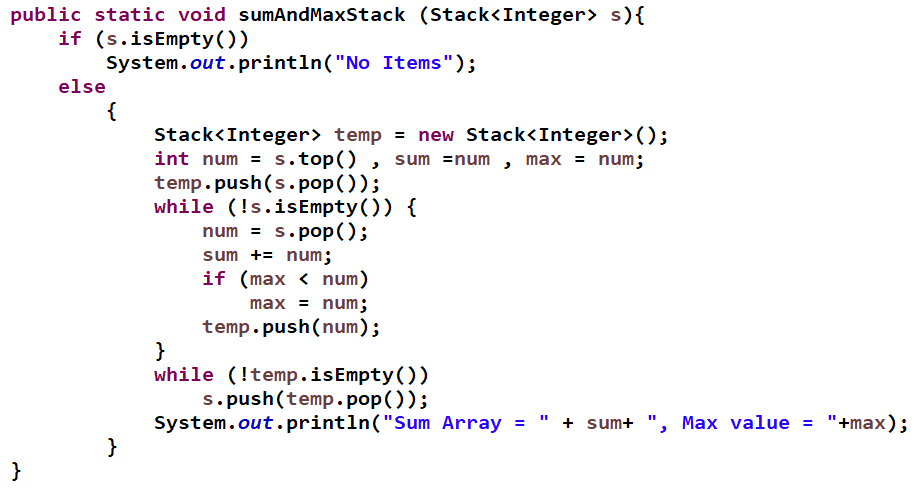 public static void sumAndMaxStack (Stack<Integer> s){
    if (s.isEmpty())
        System.out.println("No Items");
    else
        {
            Stack<Integer> temp = new Stack<Integer>();
            int num = s.top() , sum =num , max = num;
            temp.push(s.pop());
            while (!s.isEmpty()) {
                num = s.pop();
                sum += num;
                if (max < num)
                    max = num;
                temp.push(num);
            }
            while (!temp.isEmpty())
                s.push(temp.pop());
            System.out.println("Sum Array = " + sum+ ", Max value = "+max);
        }
}